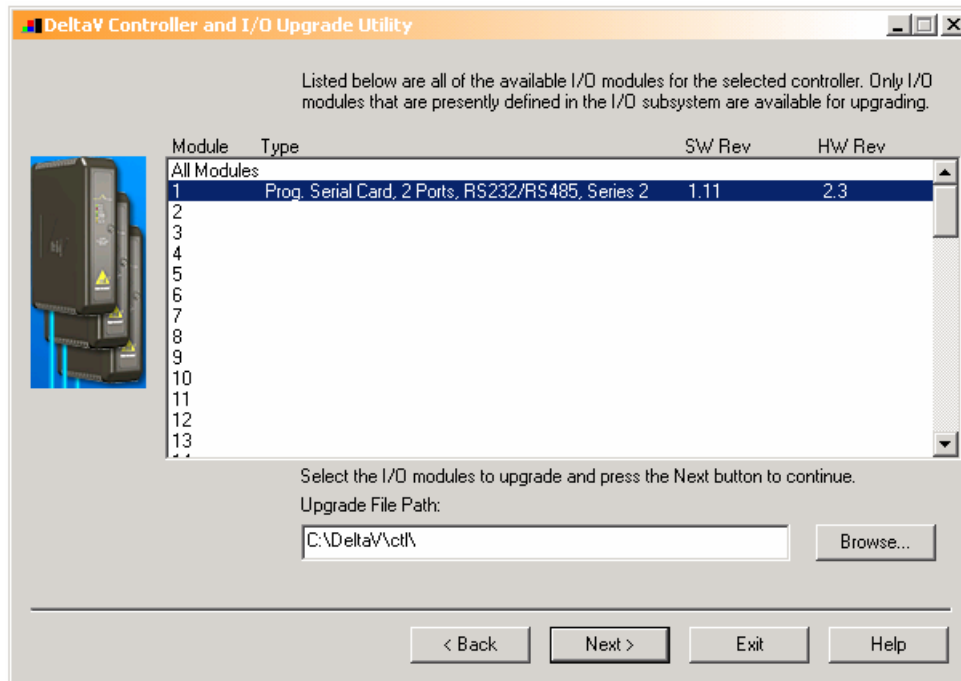 DeltaV Controller and I/O Upgrade Utility
Listed below are all of the available I/O modules for the selected controller. Only I/O
modules that are presently defined in the I/O subsystem are available for upgrading.
Module Type SW Rev HW Rev
All Modules
1 Prog. Serial Card, 2 Ports, RS232/RS485, Series 2 1.11 2.3
2
3
4
5
6
7
8
9
10
11
12
13
Select the I/O modules to upgrade and press the Next button to continue.
Upgrade File Path:
C:\DeltaV\ctl\
Browse...
< Back Next > Exit Help